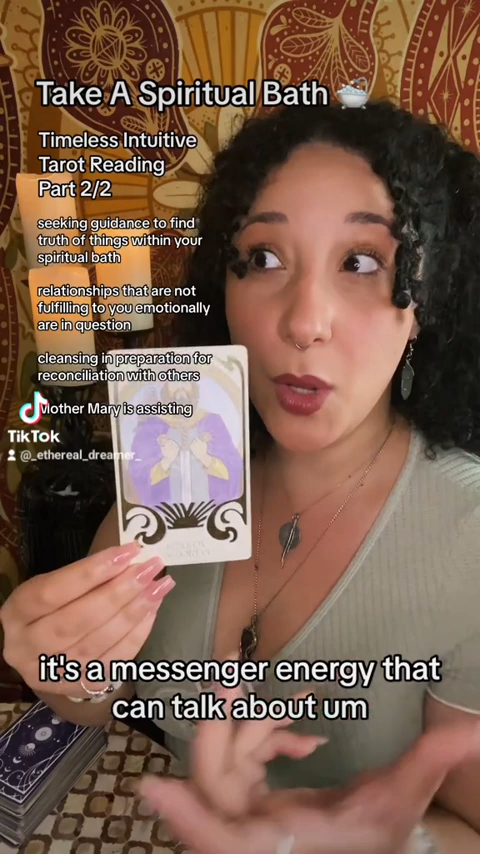 Take A Spiritual Bath 🛁
Timeless Intuitive
Tarot Reading
Part 2/2
seeking guidance to find
truth of things within your
spiritual bath
relationships that are not
fulfilling to you emotionally
are in question
cleansing in preparation for
reconciliation with others
Mother Mary is assisting
TikTok
@_ethereal_dreamer_
it's a messenger energy that
can talk about um